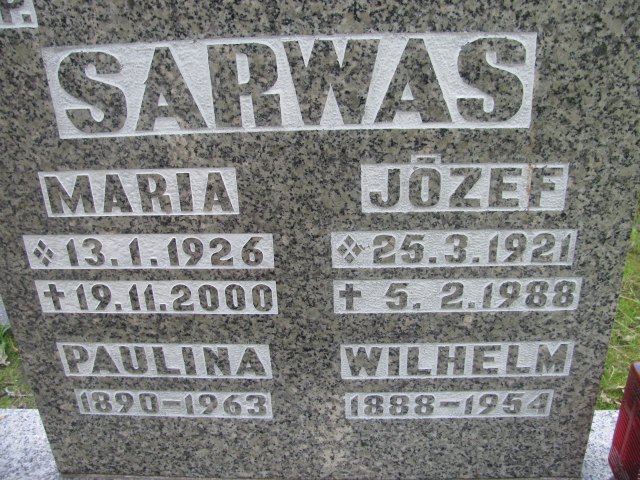 P.
SARWAS
MARIA
13.1.1926
†19.11.2000
JÓZEF
25.3.1921
† 5.2.1988
PAULINA
1890-1963
WILHELM
1888-1954